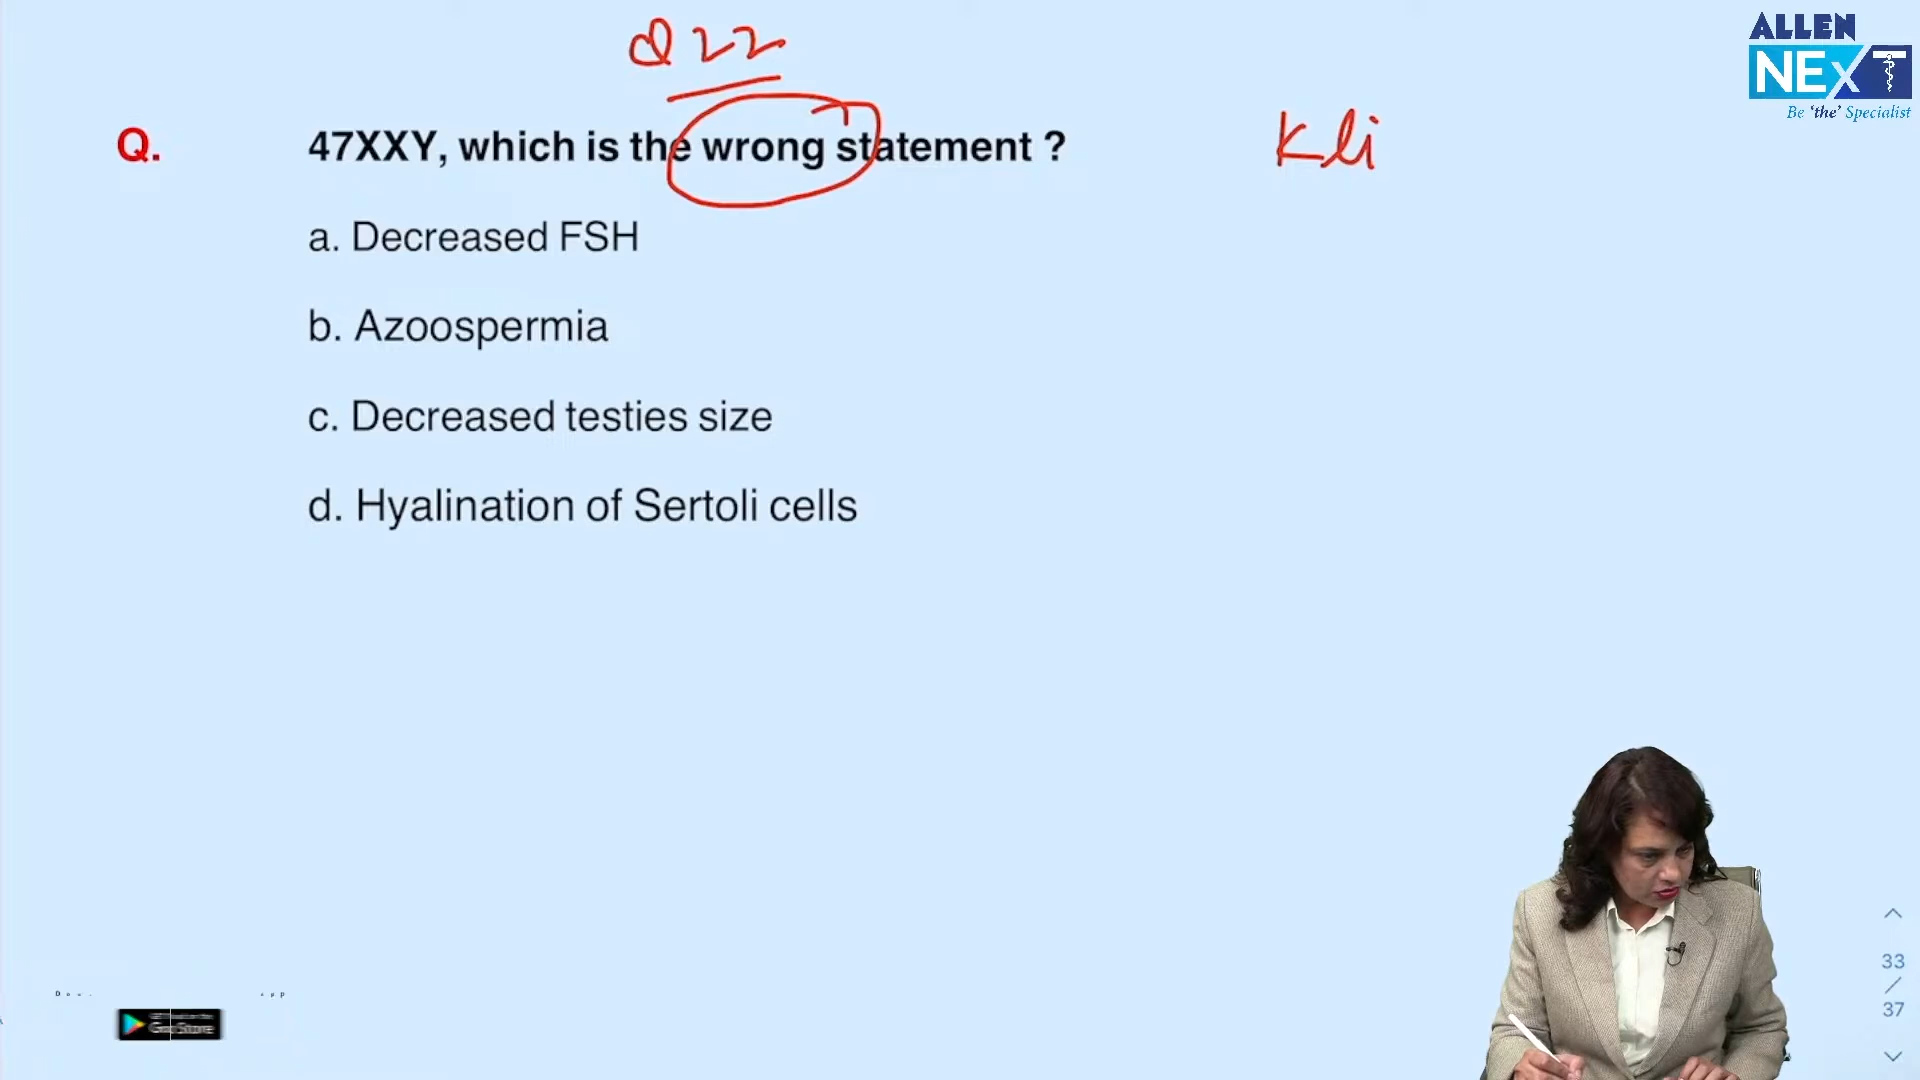 ALLEN
NEXT
Be 'the' Specialist
Q 22
Q. 47XXY, which is the wrong statement ?
Kli
a. Decreased FSH
b. Azoospermia
c. Decreased testies size
d. Hyalination of Sertoli cells
33
/
37